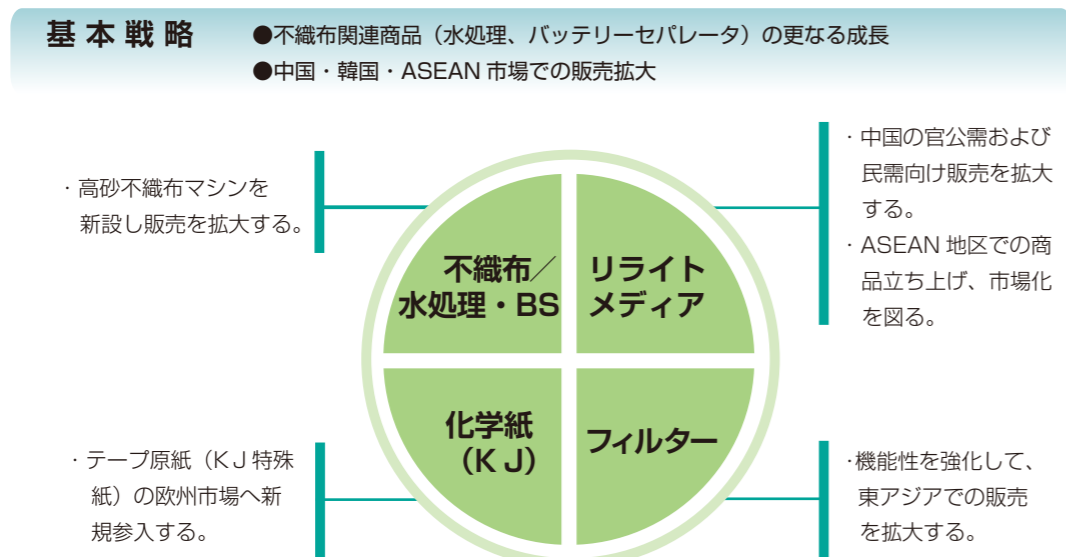 基本戦略
●不織布関連商品（水処理、バッテリーセパレータ）の更なる成長
●中国・韓国・ASEAN 市場での販売拡大
・高砂不織布マシンを
新設し販売を拡大する。
・中国の官公需および
民需向け販売を拡大
する。
・ASEAN 地区での商
品立ち上げ、市場化
を図る。
不織布／
水処理・BS
リライト
メディア
化学紙
（KJ）
フィルター
・テープ原紙（KJ特殊
紙）の欧州市場へ新
規参入する。
・機能性を強化して、
東アジアでの販売
を拡大する。